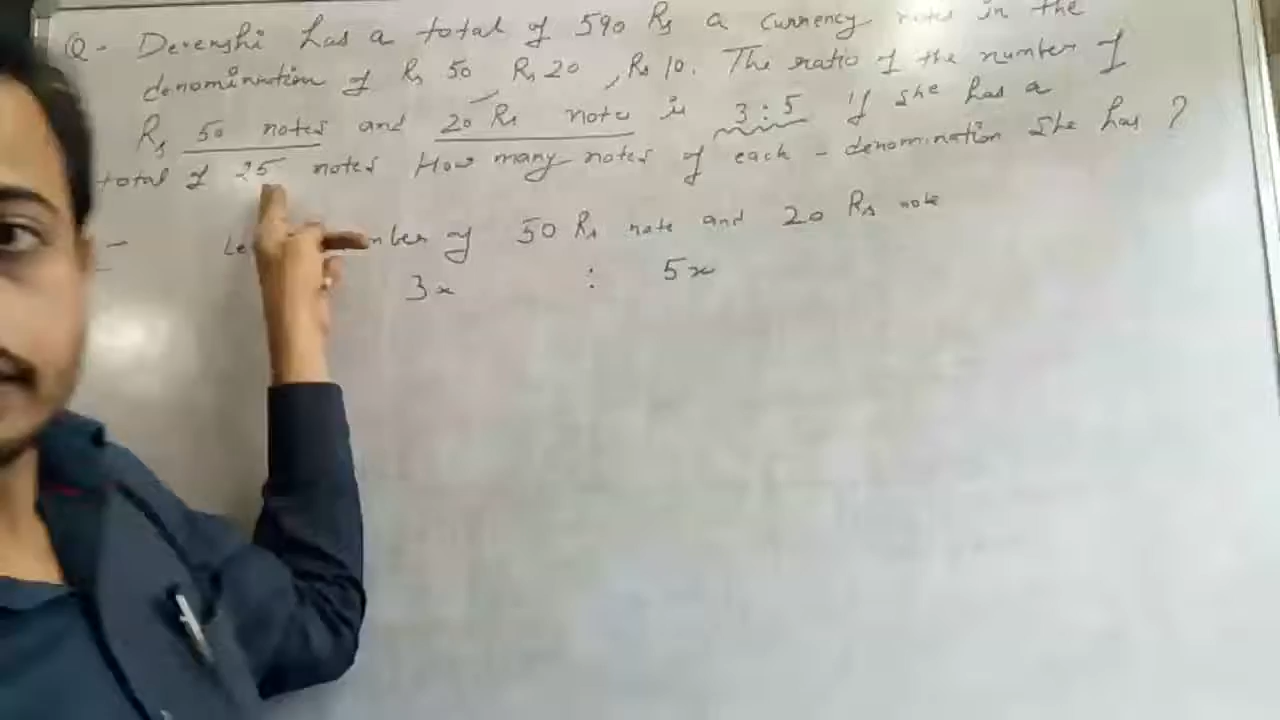 Q - Devenshi has a total of 590 Rs a currency notes in the
denomination of Rs 50 Rs 20 , Rs 10. The ratio of the number of
Rs 50 notes and 20 Rs note is 3 : 5 if she has a
total of 25 notes How many notes of each - denomination she has ?
number of 50 Rs note and 20 Rs note
3x : 5x